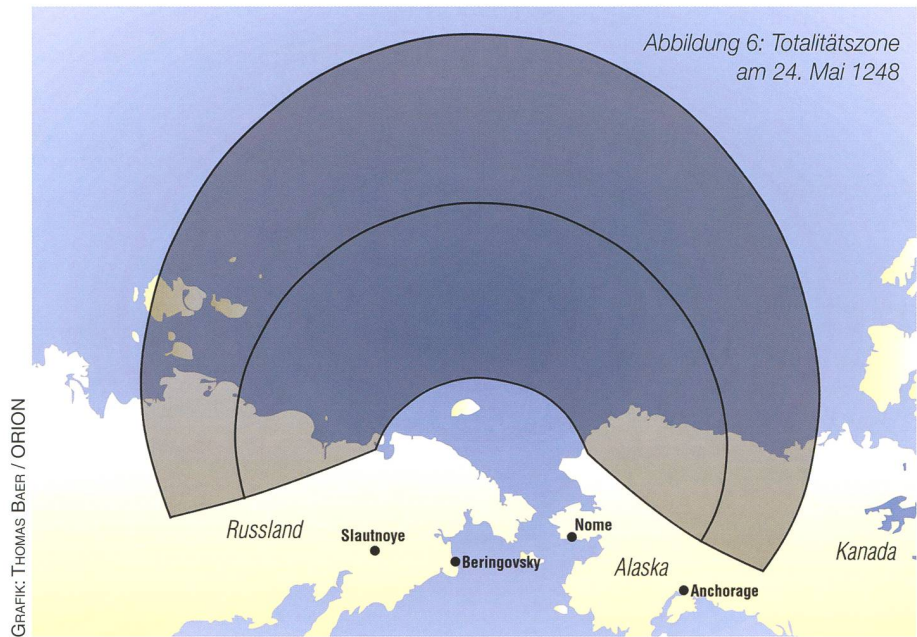 Abbildung 6: Totalitätszone
am 24. Mai 1248
Russland
Slautnoye
Beringovsky
Nome
Alaska
Anchorage
Kanada
GRAFIK: THOMAS BAER / ORION